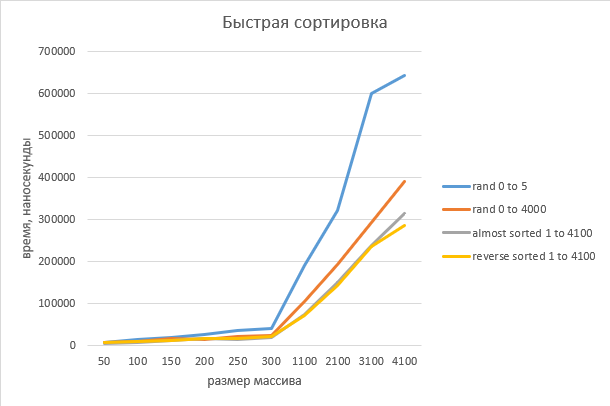 Быстрая сортировка
700000
600000
500000
400000
300000
200000
100000
0
время, наносекунды
50 100 150 200 250 300 1100 2100 3100 4100
размер массива
rand 0 to 5
rand 0 to 4000
almost sorted 1 to 4100
reverse sorted 1 to 4100